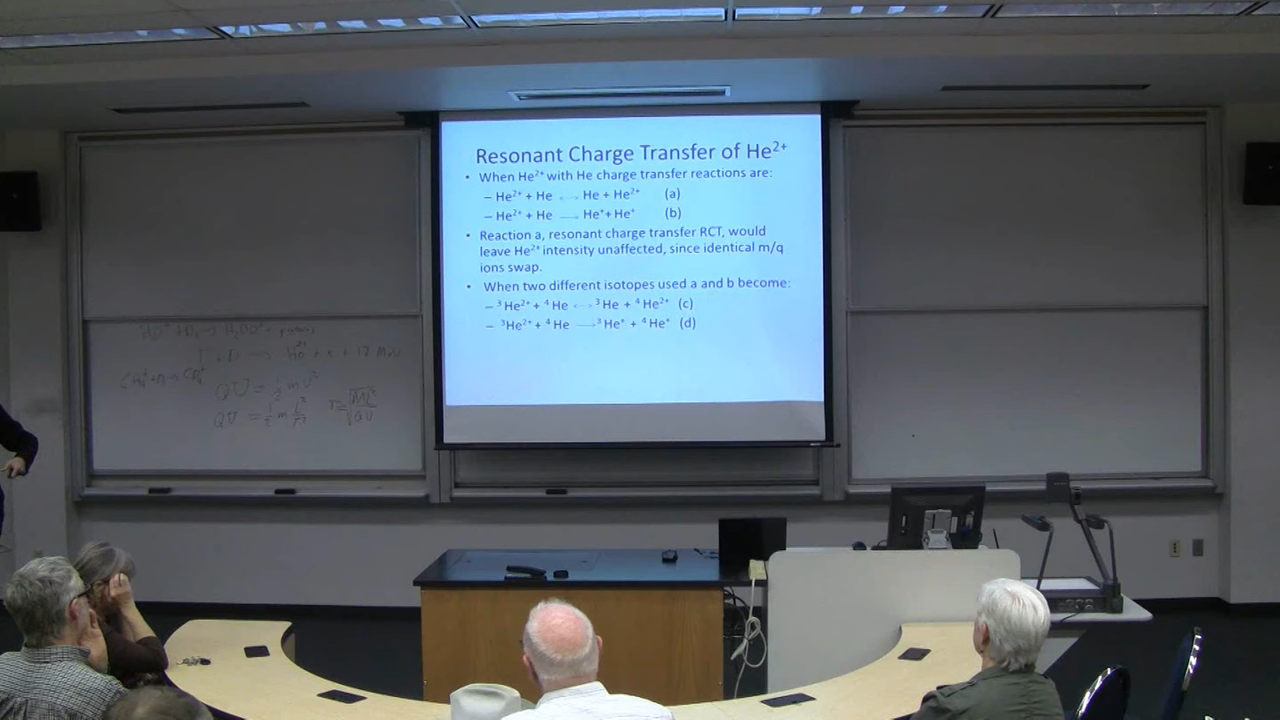 Resonant Charge Transfer of He²⁺
• When He²⁺ with He charge transfer reactions are:
– He²⁺ + He ←→ He + He²⁺ (a)
– He²⁺ + He → He⁺+ He⁺ (b)
• Reaction a, resonant charge transfer RCT, would
leave He²⁺ intensity unaffected, since identical m/q
ions swap.
• When two different isotopes used a and b become:
– ³He²⁺ + ⁴He ←→ ³He + ⁴He²⁺ (c)
– ³He²⁺ + ⁴He → ³He⁺ + ⁴He⁺ (d)